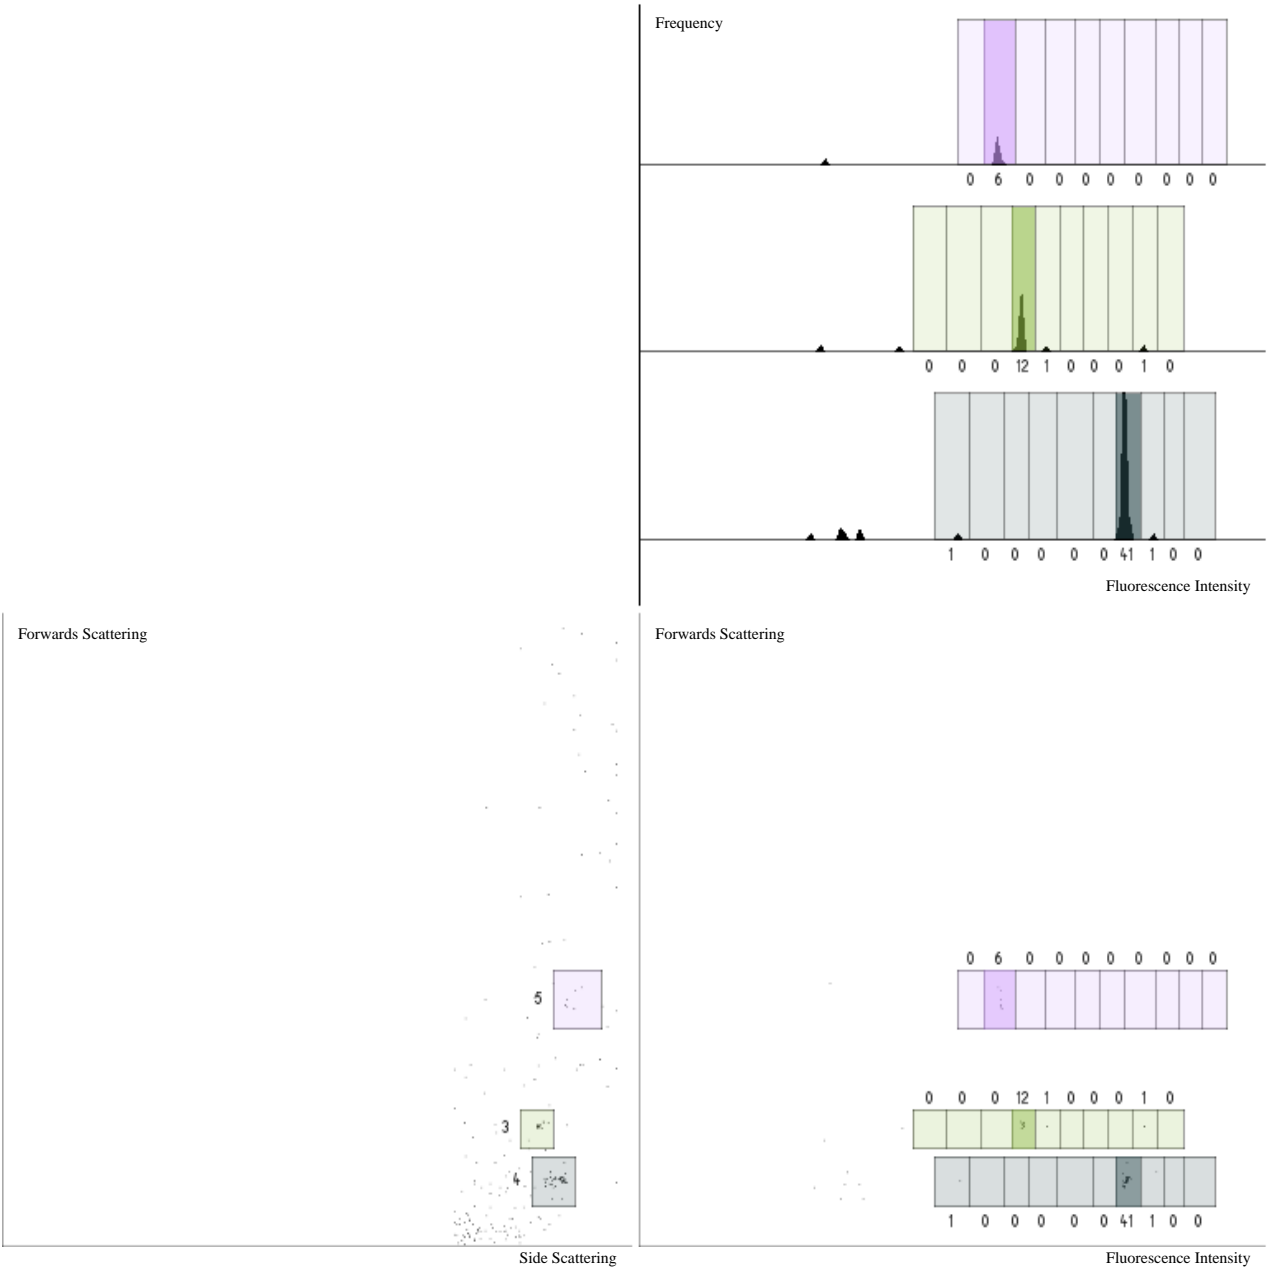 Frequency
0 6 0 0 0 0 0 0 0 0
0 0 0 12 1 0 0 0 1 0
1 0 0 0 0 0 41 1 0 0
Fluorescence Intensity
Forwards Scattering
5
3
4
Side Scattering
Forwards Scattering
0 6 0 0 0 0 0 0 0 0
0 0 0 12 1 0 0 0 1 0
1 0 0 0 0 0 41 1 0 0
Fluorescence Intensity